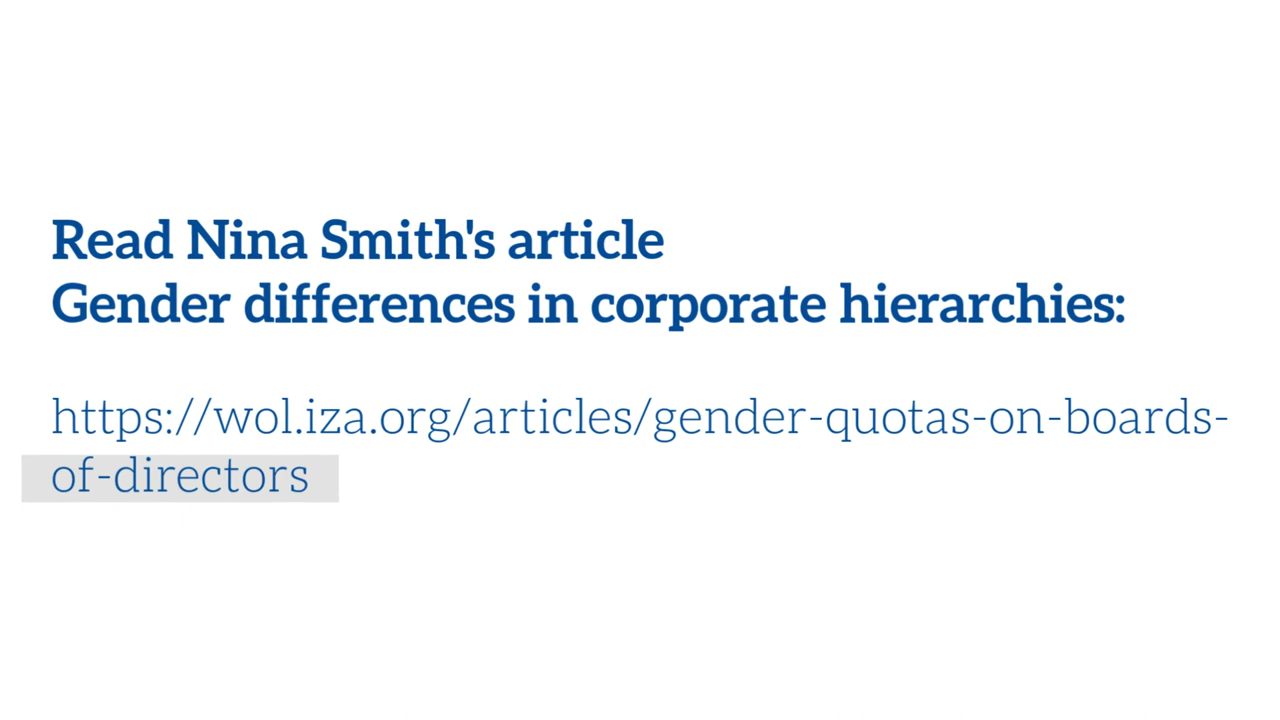 Read Nina Smith's article
Gender differences in corporate hierarchies:
https://wol.iza.org/articles/gender-quotas-on-boards-
of-directors